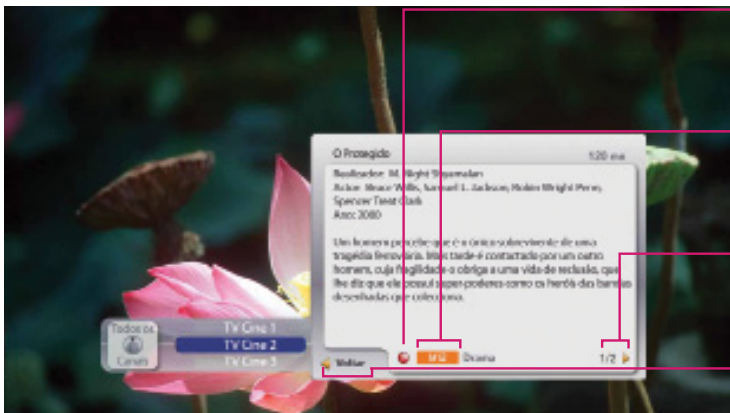 O Protegido 120 min
Realizador: M. Night Shyamalan
Actor: Bruce Willis, Samuel L. Jackson, Robin Wright Penn,
Spencer Treat Clark
Ano: 2000
Um homem percebe que é o único sobrevivente de uma
tragédia ferroviária. Mais tarde é contactado por um outro
homem, cuja fragilidade o obriga a uma vida de reclusão, que
lhe diz que ele possui super-poderes como os heróis das bandas
desenhadas que colecciona.
Todos os
Canais
TV Cine 1
TV Cine 2
TV Cine 3
Voltar
M12 Drama 1/2